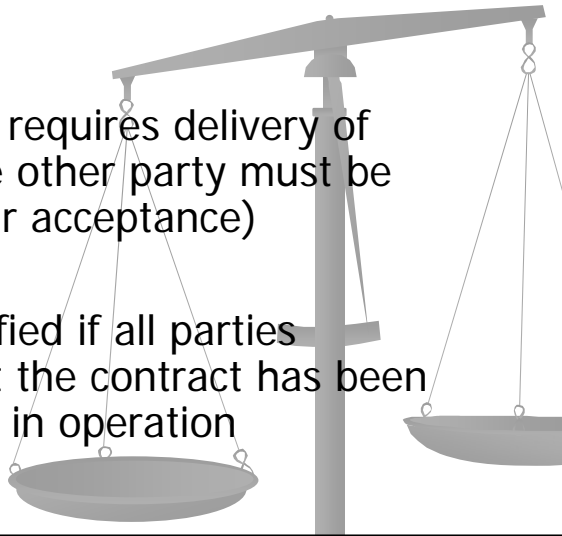 requires delivery of
e other party must be
r acceptance)
fied if all parties
t the contract has been
in operation